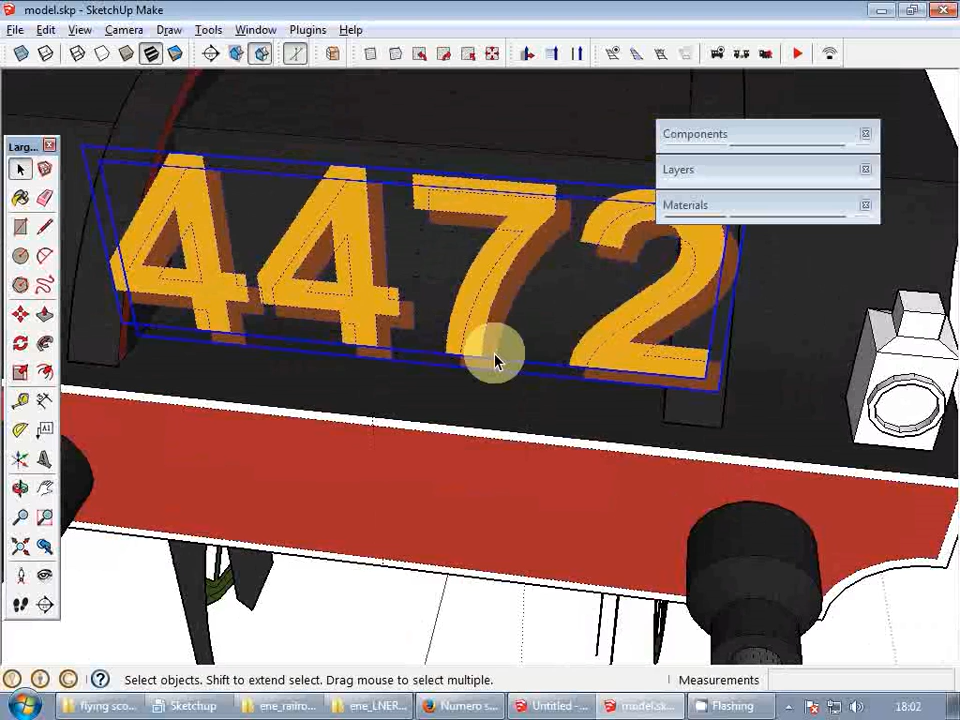 model.skp - SketchUp Make
File Edit View Camera Draw Tools Window Plugins Help
Larg...
Components
Layers
Materials
4472
A1
Select objects. Shift to extend select. Drag mouse to select multiple.
Measurements
flying sco...
Sketchup
ene_railro...
ene_LNER...
Numero s...
Untitled -...
model.sk...
Flashing
18:02